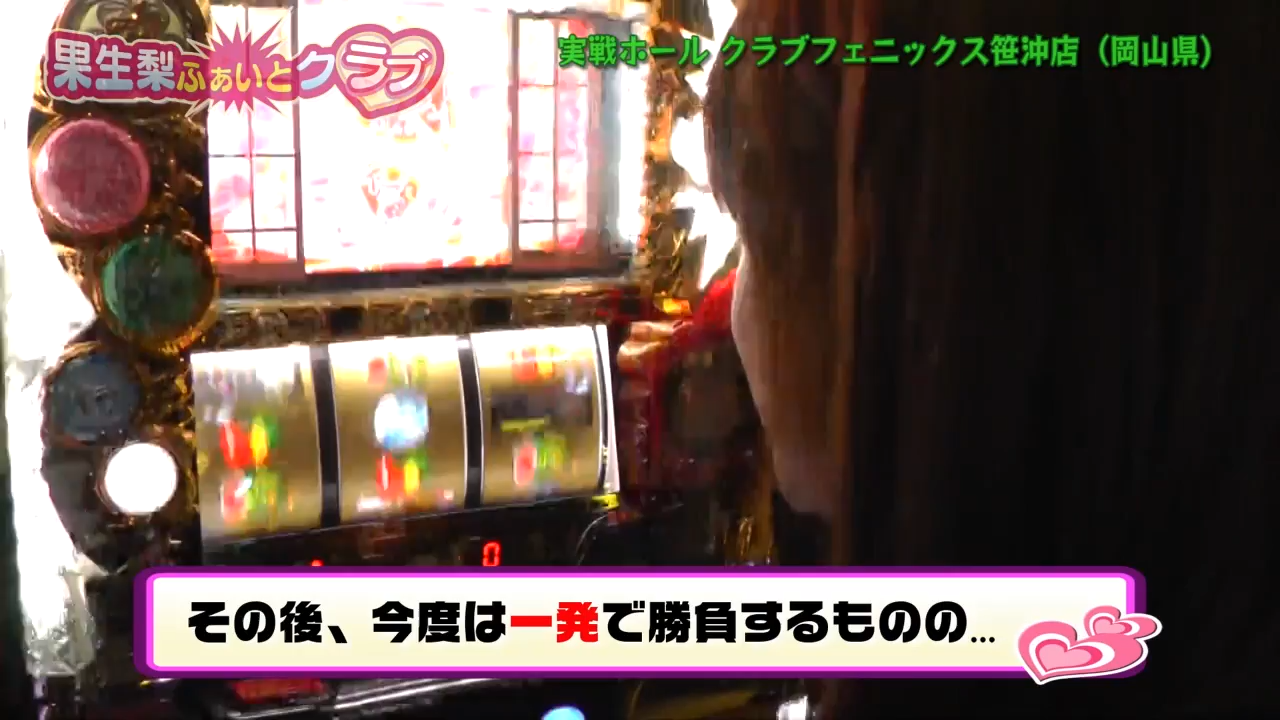 果生梨ふぁいとクラブ
実戦ホール クラブフェニックス笹沖店（岡山県）
0
その後、今度は一発で勝負するものの...